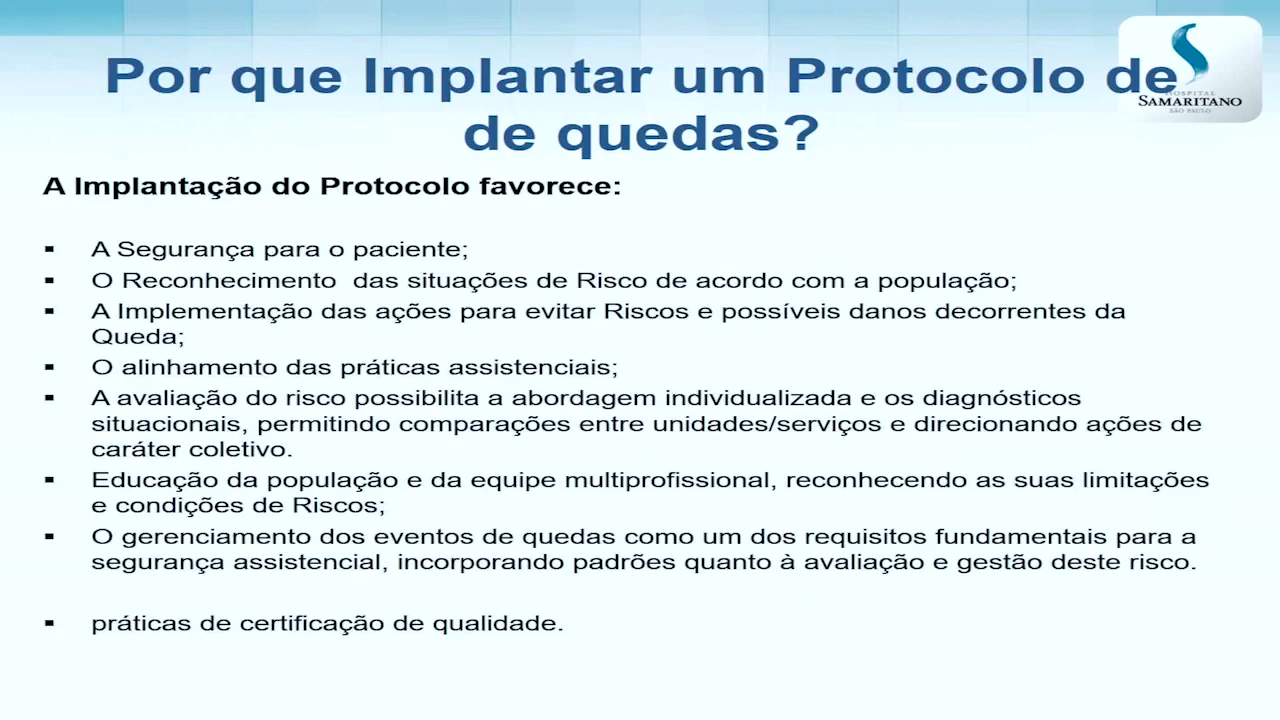 Por que Implantar um Protocolo de
de quedas?
HOSPITAL
SAMARITANO
SÃO PAULO
A Implantação do Protocolo favorece:
▪ A Segurança para o paciente;
▪ O Reconhecimento  das situações de Risco de acordo com a população;
▪ A Implementação das ações para evitar Riscos e possíveis danos decorrentes da
Queda;
▪ O alinhamento das práticas assistenciais;
▪ A avaliação do risco possibilita a abordagem individualizada e os diagnósticos
situacionais, permitindo comparações entre unidades/serviços e direcionando ações de
caráter coletivo.
▪ Educação da população e da equipe multiprofissional, reconhecendo as suas limitações
e condições de Riscos;
▪ O gerenciamento dos eventos de quedas como um dos requisitos fundamentais para a
segurança assistencial, incorporando padrões quanto à avaliação e gestão deste risco.
▪ práticas de certificação de qualidade.